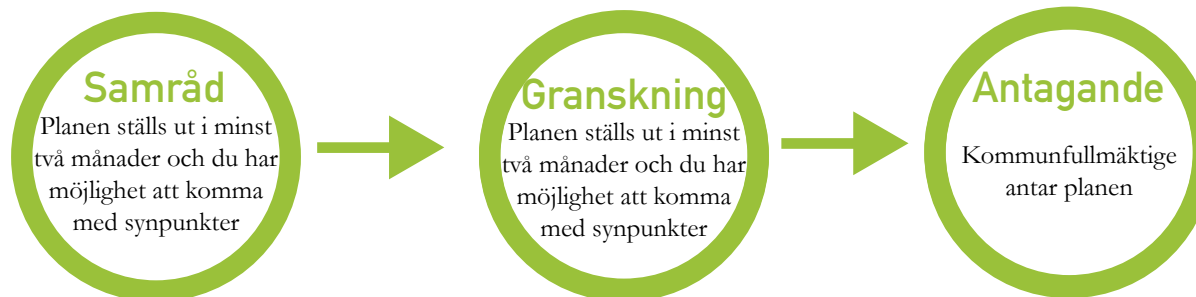 Samråd
Planen ställs ut i minst
två månader och du har
möjlighet att komma
med synpunkter
Granskning
Planen ställs ut i minst
två månader och du har
möjlighet att komma
med synpunkter
Antagande
Kommunfullmäktige
antar planen